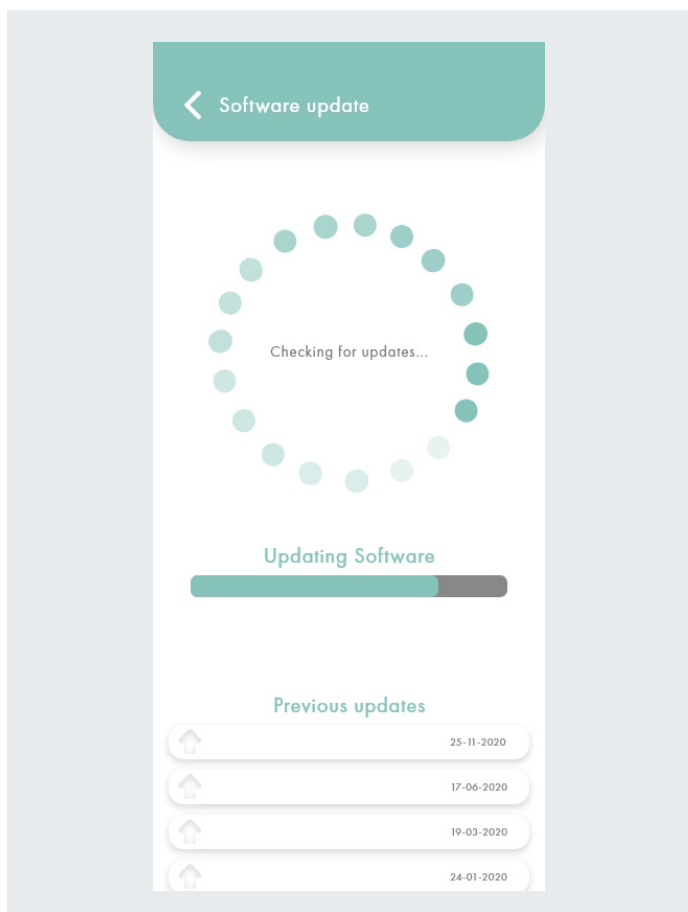 Software update
Checking for updates...
Updating Software
Previous updates
25-11-2020
17-06-2020
19-03-2020
24-01-2020